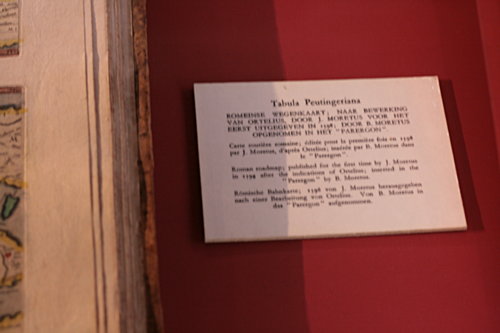 Tabula Peutingeriana
ROMEINSE WEGENKAART; NAAR BEWERKING
VAN ORTELIUS, DOOR J. MORETUS VOOR HET
EERST UITGEGEVEN IN 1598; DOOR B. MORETUS
OPGENOMEN IN HET "PARERGON".
Carte routière romaine; éditée pour la première fois en 1598
par J. Moretus, d'après Ortelius; insérée par B. Moretus dans
le "Parergon".
Roman roadmap; published for the first time by J. Moretus
in 1598 after the indications of Ortelius; inserted in the
"Parergon" by B. Moretus.
Römische Bahnkarte; 1598 von J. Moretus herausgegeben
nach einer Bearbeitung von Ortelius. Von B. Moretus in
das "Parergon" aufgenommen.